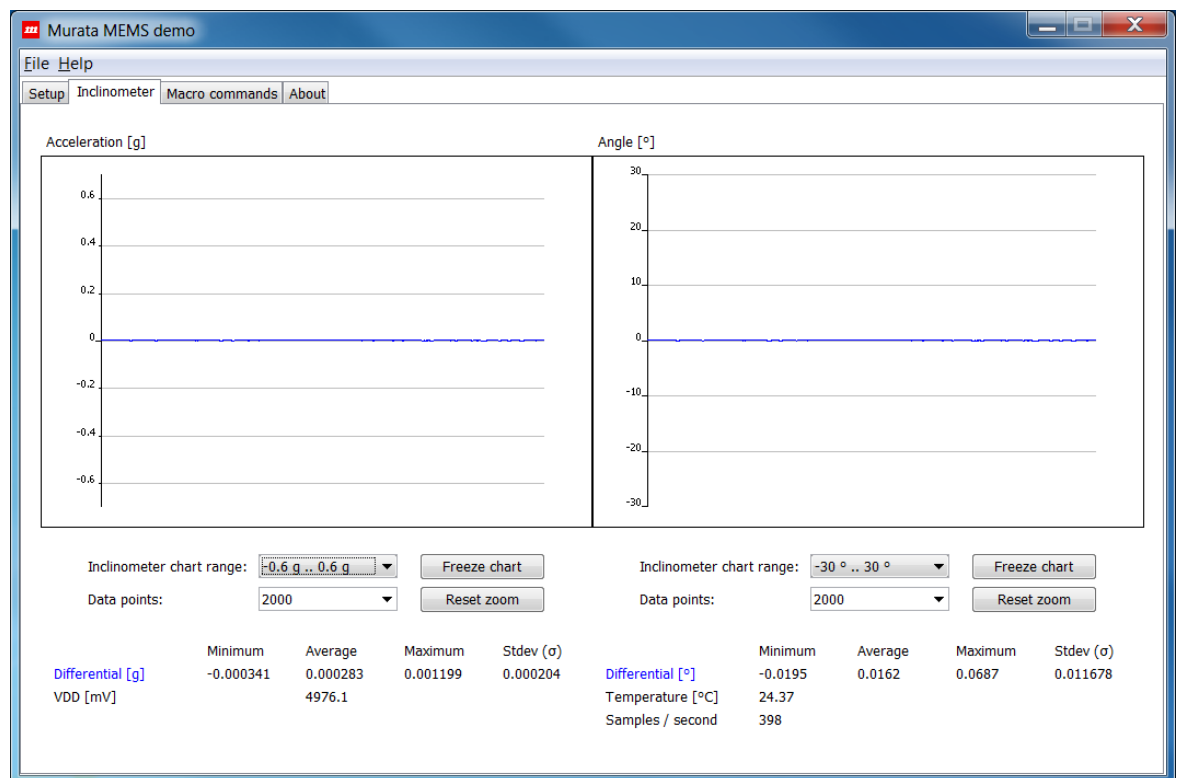 Murata MEMS demo
File Help
Setup Inclinometer Macro commands About
Acceleration [g]
0.6
0.4
0.2
0
-0.2
-0.4
-0.6
Angle [°]
30
20
10
0
-10
-20
-30
Inclinometer chart range: -0.6 g .. 0.6 g Freeze chart
Data points: 2000 Reset zoom
Minimum Average Maximum Stdev (σ)
Differential [g] -0.000341 0.000283 0.001199 0.000204
VDD [mV] 4976.1
Inclinometer chart range: -30 ° .. 30 ° Freeze chart
Data points: 2000 Reset zoom
Minimum Average Maximum Stdev (σ)
Differential [°] -0.0195 0.0162 0.0687 0.011678
Temperature [°C] 24.37
Samples / second 398